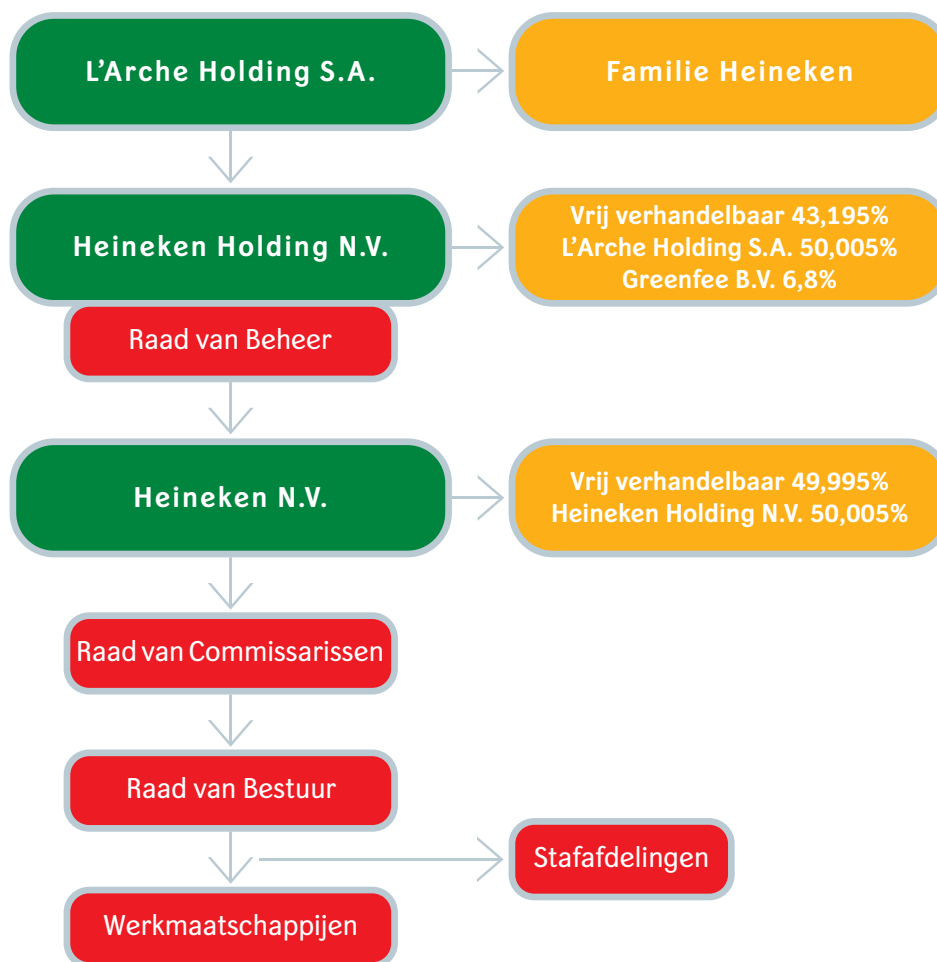 L'Arche Holding S.A.
Familie Heineken
Heineken Holding N.V.
Vrij verhandelbaar 43,195%
L'Arche Holding S.A. 50,005%
Greenfee B.V. 6,8%
Raad van Beheer
Heineken N.V.
Vrij verhandelbaar 49,995%
Heineken Holding N.V. 50,005%
Raad van Commissarissen
Raad van Bestuur
Stafafdelingen
Werkmaatschappijen